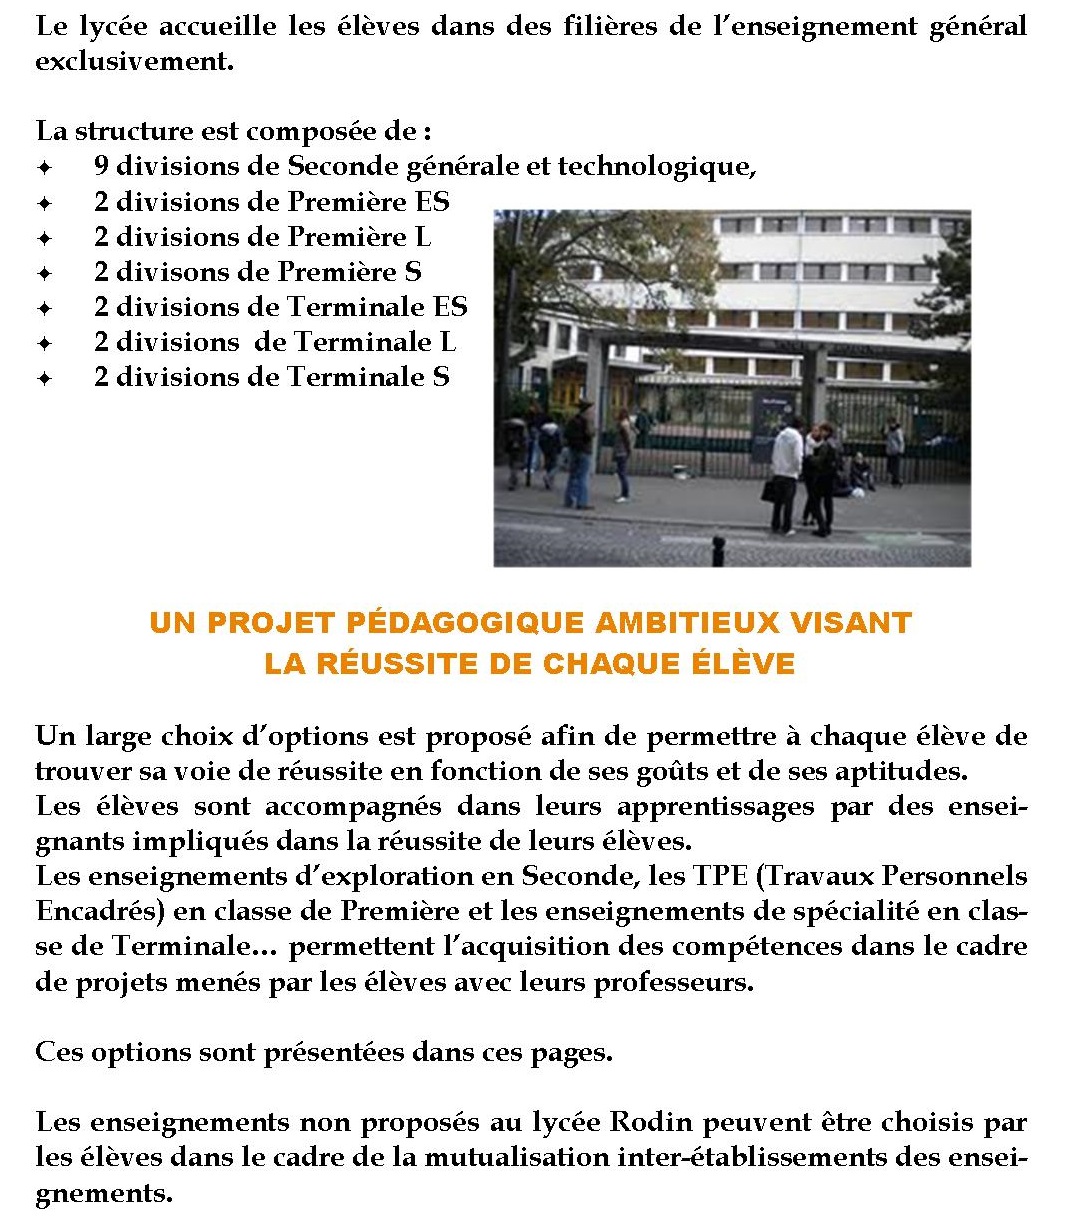 Le lycée accueille les élèves dans des filières de l’enseignement général
exclusivement.
La structure est composée de :
✦ 9 divisions de Seconde générale et technologique,
✦ 2 divisions de Première ES
✦ 2 divisions de Première L
✦ 2 divisons de Première S
✦ 2 divisions de Terminale ES
✦ 2 divisions  de Terminale L
✦ 2 divisions de Terminale S
UN PROJET PÉDAGOGIQUE AMBITIEUX VISANT
LA RÉUSSITE DE CHAQUE ÉLÈVE
Un large choix d’options est proposé afin de permettre à chaque élève de
trouver sa voie de réussite en fonction de ses goûts et de ses aptitudes.
Les élèves sont accompagnés dans leurs apprentissages par des ensei-
gnants impliqués dans la réussite de leurs élèves.
Les enseignements d’exploration en Seconde, les TPE (Travaux Personnels
Encadrés) en classe de Première et les enseignements de spécialité en clas-
se de Terminale… permettent l’acquisition des compétences dans le cadre
de projets menés par les élèves avec leurs professeurs.
Ces options sont présentées dans ces pages.
Les enseignements non proposés au lycée Rodin peuvent être choisis par
les élèves dans le cadre de la mutualisation inter-établissements des ensei-
gnements.